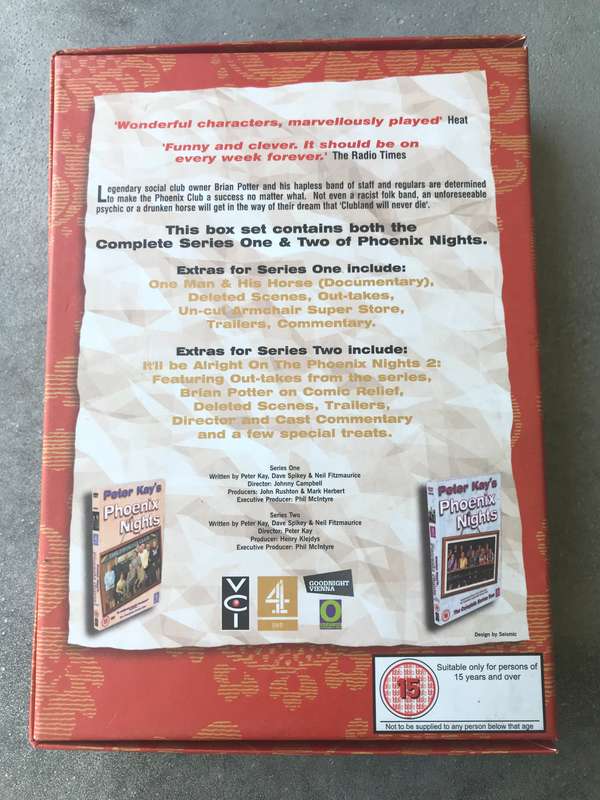 'Wonderful characters, marvellously played' Heat
'Funny and clever. It should be on
every week forever.' The Radio Times
Legendary social club owner Brian Potter and his hapless band of staff and regulars are determined
to make the Phoenix Club a success no matter what. Not even a racist folk band, an unforeseeable
psychic or a drunken horse will get in the way of their dream that 'Clubland will never die'.
This box set contains both the
Complete Series One & Two of Phoenix Nights.
Extras for Series One include:
One Man & His Horse (Documentary),
Deleted Scenes, Out-takes,
Un-cut Armchair Super Store,
Trailers, Commentary.
Extras for Series Two include:
It'll be Alright On The Phoenix Nights 2:
Featuring Out-takes from the series,
Brian Potter on Comic Relief,
Deleted Scenes, Trailers,
Director and Cast Commentary
and a few special treats.
Series One
Written by Peter Kay, Dave Spikey & Neil Fitzmaurice
Director: Johnny Campbell
Producers: John Rushton & Mark Herbert
Executive Producer: Phil McIntyre
Series Two
Written by Peter Kay, Dave Spikey & Neil Fitzmaurice
Director: Peter Kay
Producer: Henry Klejdys
Executive Producer: Phil McIntyre
Peter Kay's
Phoenix
Nights
Peter Kay's
Phoenix
Nights
VCI
4
DVD
GOODNIGHT
VIENNA
Design by Seismic
15
Suitable only for persons of
15 years and over
Not to be supplied to any person below that age